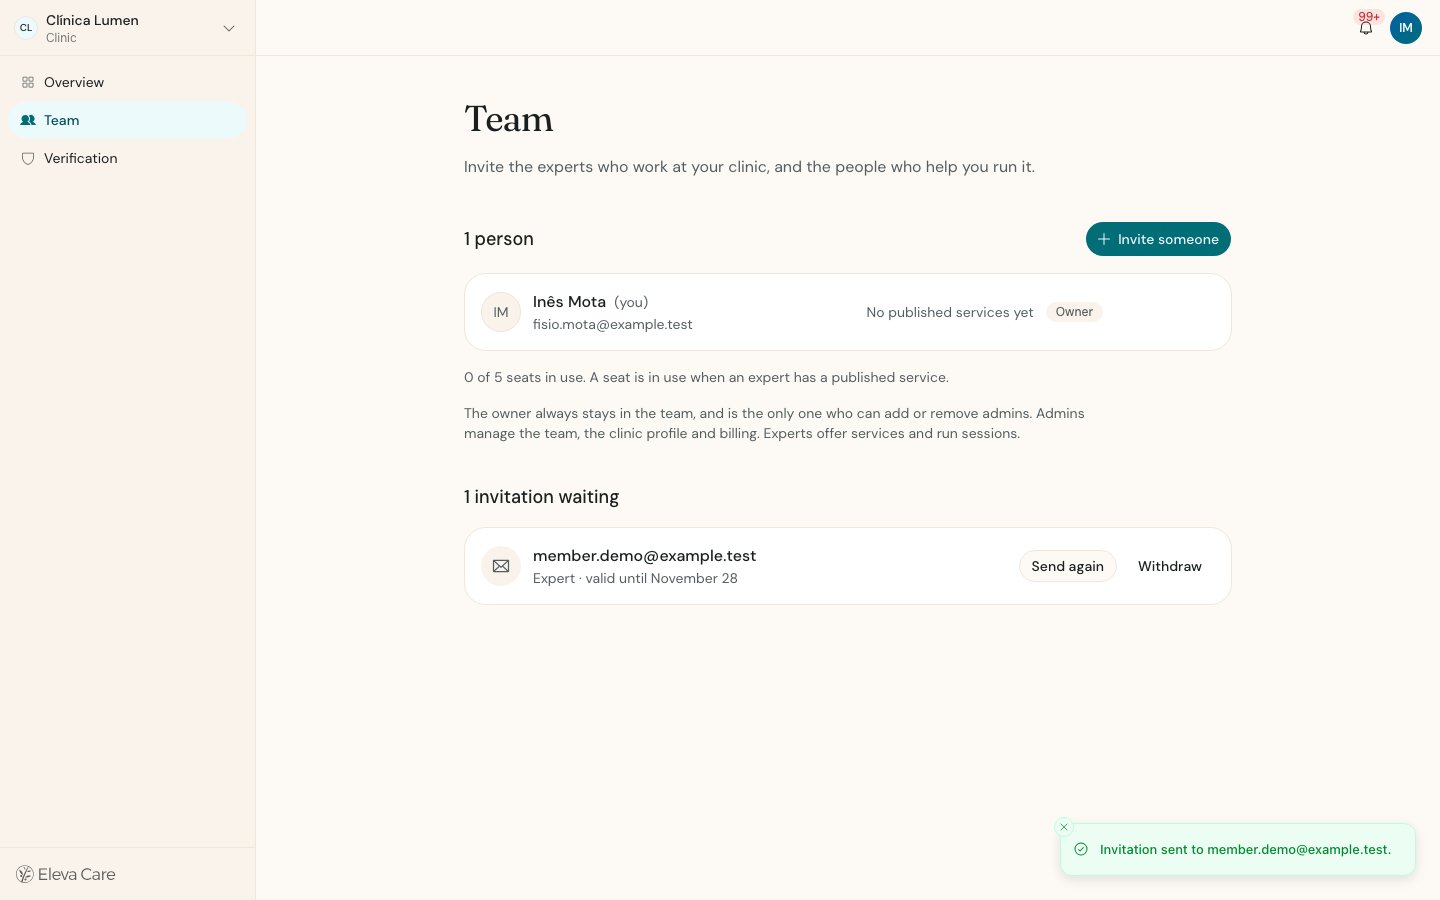 CL
Clínica Lumen
Clinic
99+
IM
Overview
Team
Verification
Team
Invite the experts who work at your clinic, and the people who help you run it.
1 person
Invite someone
IM
Inês Mota (you)
fisio.mota@example.test
No published services yet
Owner
0 of 5 seats in use. A seat is in use when an expert has a published service.
The owner always stays in the team, and is the only one who can add or remove admins. Admins
manage the team, the clinic profile and billing. Experts offer services and run sessions.
1 invitation waiting
member.demo@example.test
Expert · valid until November 28
Send again
Withdraw
Invitation sent to member.demo@example.test.
Eleva Care